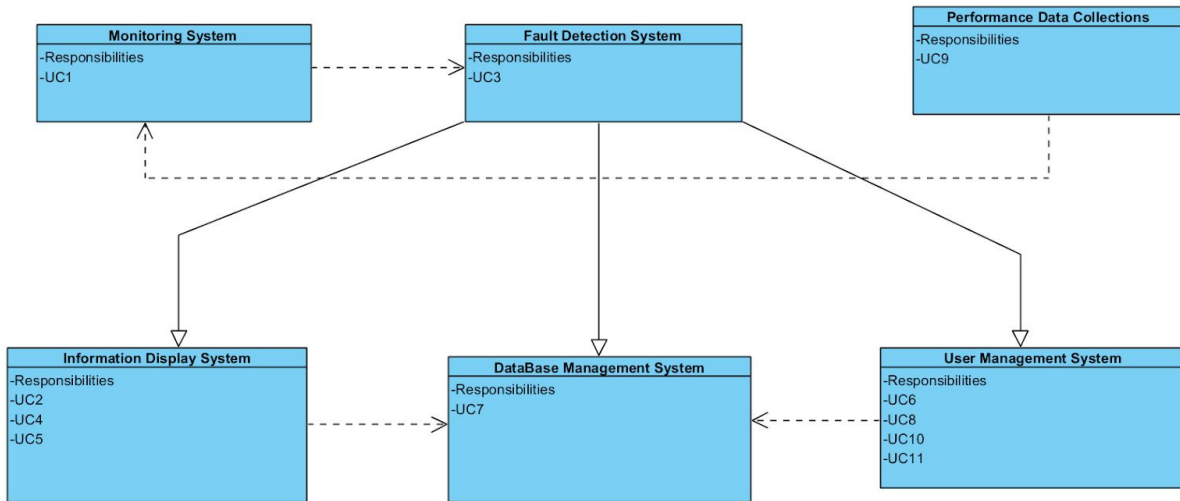 Monitoring System
-Responsibilities
-UC1
Fault Detection System
-Responsibilities
-UC3
Performance Data Collections
-Responsibilities
-UC9
Information Display System
-Responsibilities
-UC2
-UC4
-UC5
DataBase Management System
-Responsibilities
-UC7
User Management System
-Responsibilities
-UC6
-UC8
-UC10
-UC11